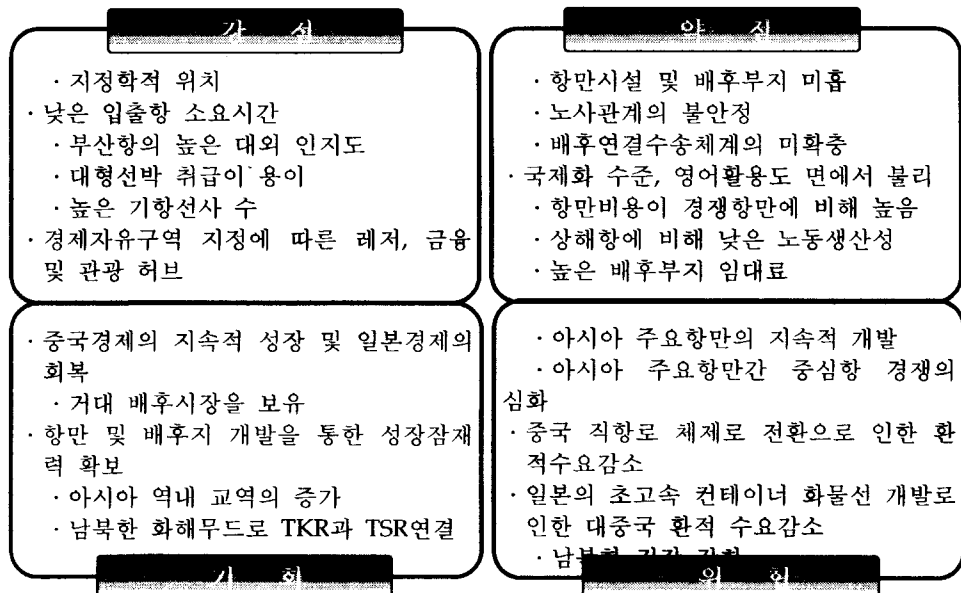 강 점
· 지정학적 위치
· 낮은 입출항 소요시간
· 부산항의 높은 대외 인지도
· 대형선박 취급이 용이
· 높은 기항선사 수
· 경제자유구역 지정에 따른 레저, 금융
및 관광 허브
약 점
· 항만시설 및 배후부지 미흡
· 노사관계의 불안정
· 배후연결수송체계의 미확충
· 국제화 수준, 영어활용도 면에서 불리
· 항만비용이 경쟁항만에 비해 높음
· 상해항에 비해 낮은 노동생산성
· 높은 배후부지 임대료
· 중국경제의 지속적 성장 및 일본경제의
회복
· 거대 배후시장을 보유
· 항만 및 배후지 개발을 통한 성장잠재
력 확보
· 아시아 역내 교역의 증가
· 남북한 화해무드로 TKR과 TSR연결
기 회
· 아시아 주요항만의 지속적 개발
· 아시아 주요항만간 중심항 경쟁의
심화
· 중국 직항로 체제로 전환으로 인한 환
적수요감소
· 일본의 초고속 컨테이너 화물선 개발로
인한 대중국 환적 수요감소
위 험